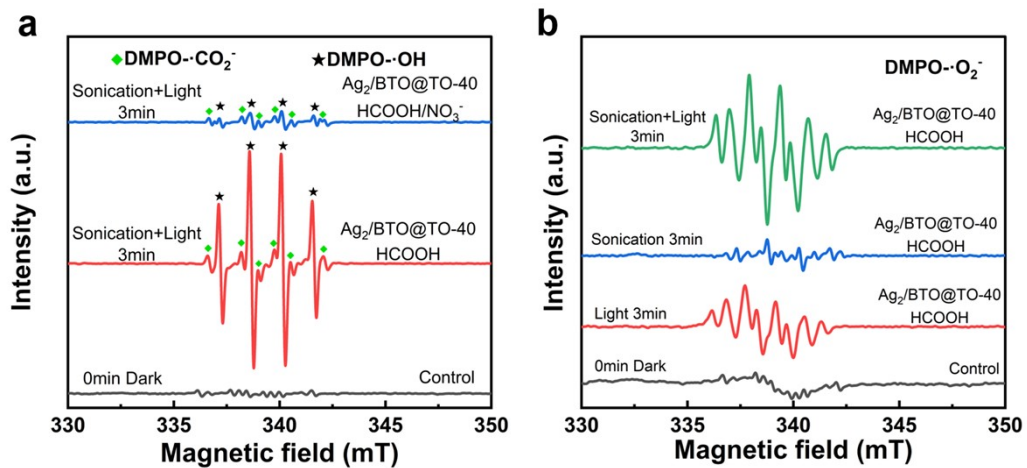 a
◆DMPO-·CO₂⁻ ★DMPO-·OH
Sonication+Light
3min
Ag₂/BTO@TO-40
HCOOH/NO₃⁻
Sonication+Light
3min
Ag₂/BTO@TO-40
HCOOH
0min Dark
Control
330 335 340 345 350
Magnetic field (mT)
Intensity (a.u.)
b
DMPO-·O₂⁻
Sonication+Light
3min
Ag₂/BTO@TO-40
HCOOH
Sonication 3min
Ag₂/BTO@TO-40
HCOOH
Light 3min
Ag₂/BTO@TO-40
HCOOH
0min Dark
Control
330 335 340 345 350
Magnetic field (mT)
Intensity (a.u.)